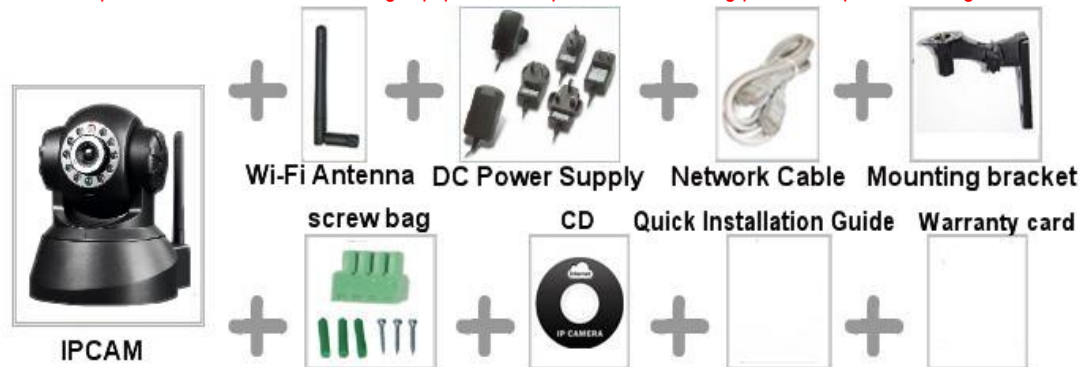 Wi-Fi Antenna DC Power Supply Network Cable Mounting bracket
screw bag CD Quick Installation Guide Warranty card
Internet
IP CAMERA
IPCAM